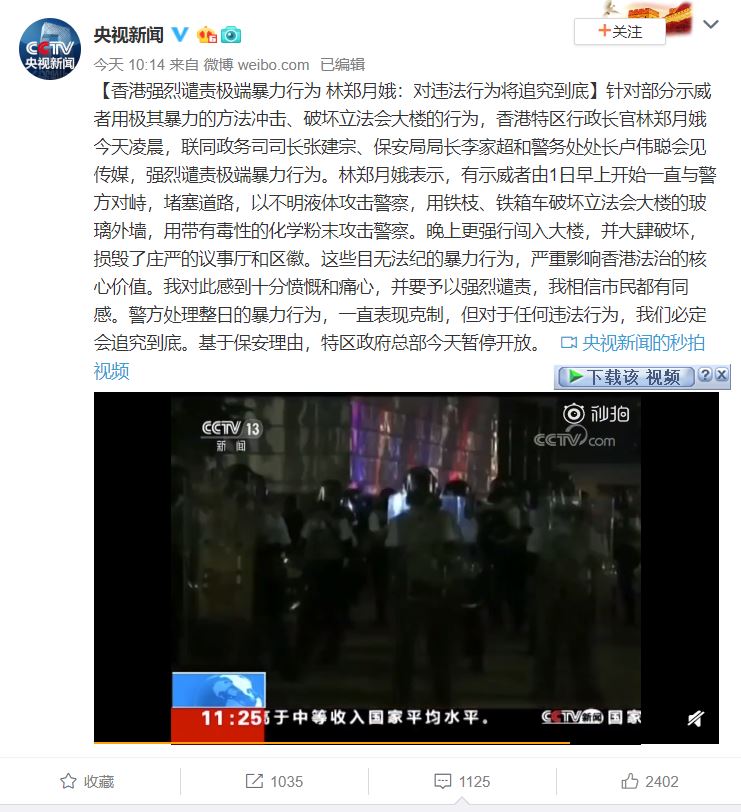 CCTV
央视新闻
央视新闻
+关注
今天 10:14 来自 微博 weibo.com 已编辑
【香港强烈谴责极端暴力行为 林郑月娥：对违法行为将追究到底】针对部分示威
者用极其暴力的方法冲击、破坏立法会大楼的行为，香港特区行政长官林郑月娥
今天凌晨，联同政务司司长张建宗、保安局局长李家超和警务处处长卢伟聪会见
传媒，强烈谴责极端暴力行为。林郑月娥表示，有示威者由1日早上开始一直与警
方对峙，堵塞道路，以不明液体攻击警察，用铁枝、铁箱车破坏立法会大楼的玻
璃外墙，用带有毒性的化学粉末攻击警察。晚上更强行闯入大楼，并大肆破坏，
损毁了庄严的议事厅和区徽。这些目无法纪的暴力行为，严重影响香港法治的核
心价值。我对此感到十分愤慨和痛心，并要予以强烈谴责，我相信市民都有同
感。警方处理整日的暴力行为，一直表现克制，但对于任何违法行为，我们必定
会追究到底。基于保安理由，特区政府总部今天暂停开放。 央视新闻的秒拍
视频
下载该 视频 ? X
CCTV 13
新闻
秒拍
CCTV.com
11:25 于中等收入国家平均水平。 CCTV新闻 国家
收藏 1035 1125 2402